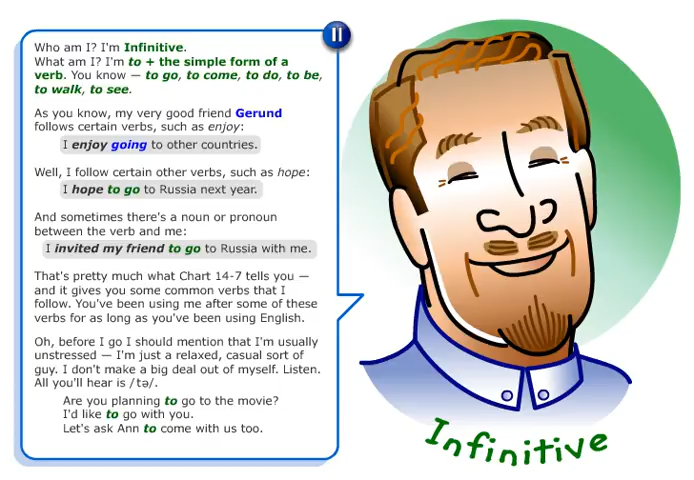 II
Who am I? I'm Infinitive.
What am I? I'm to + the simple form of a
verb. You know — to go, to come, to do, to be,
to walk, to see.
As you know, my very good friend Gerund
follows certain verbs, such as enjoy:
I enjoy going to other countries.
Well, I follow certain other verbs, such as hope:
I hope to go to Russia next year.
And sometimes there's a noun or pronoun
between the verb and me:
I invited my friend to go to Russia with me.
That's pretty much what Chart 14-7 tells you —
and it gives you some common verbs that I
follow. You've been using me after some of these
verbs for as long as you've been using English.
Oh, before I go I should mention that I'm usually
unstressed — I'm just a relaxed, casual sort of
guy. I don't make a big deal out of myself. Listen.
All you'll hear is /tə/.
Are you planning to go to the movie?
I'd like to go with you.
Let's ask Ann to come with us too.
Infinitive